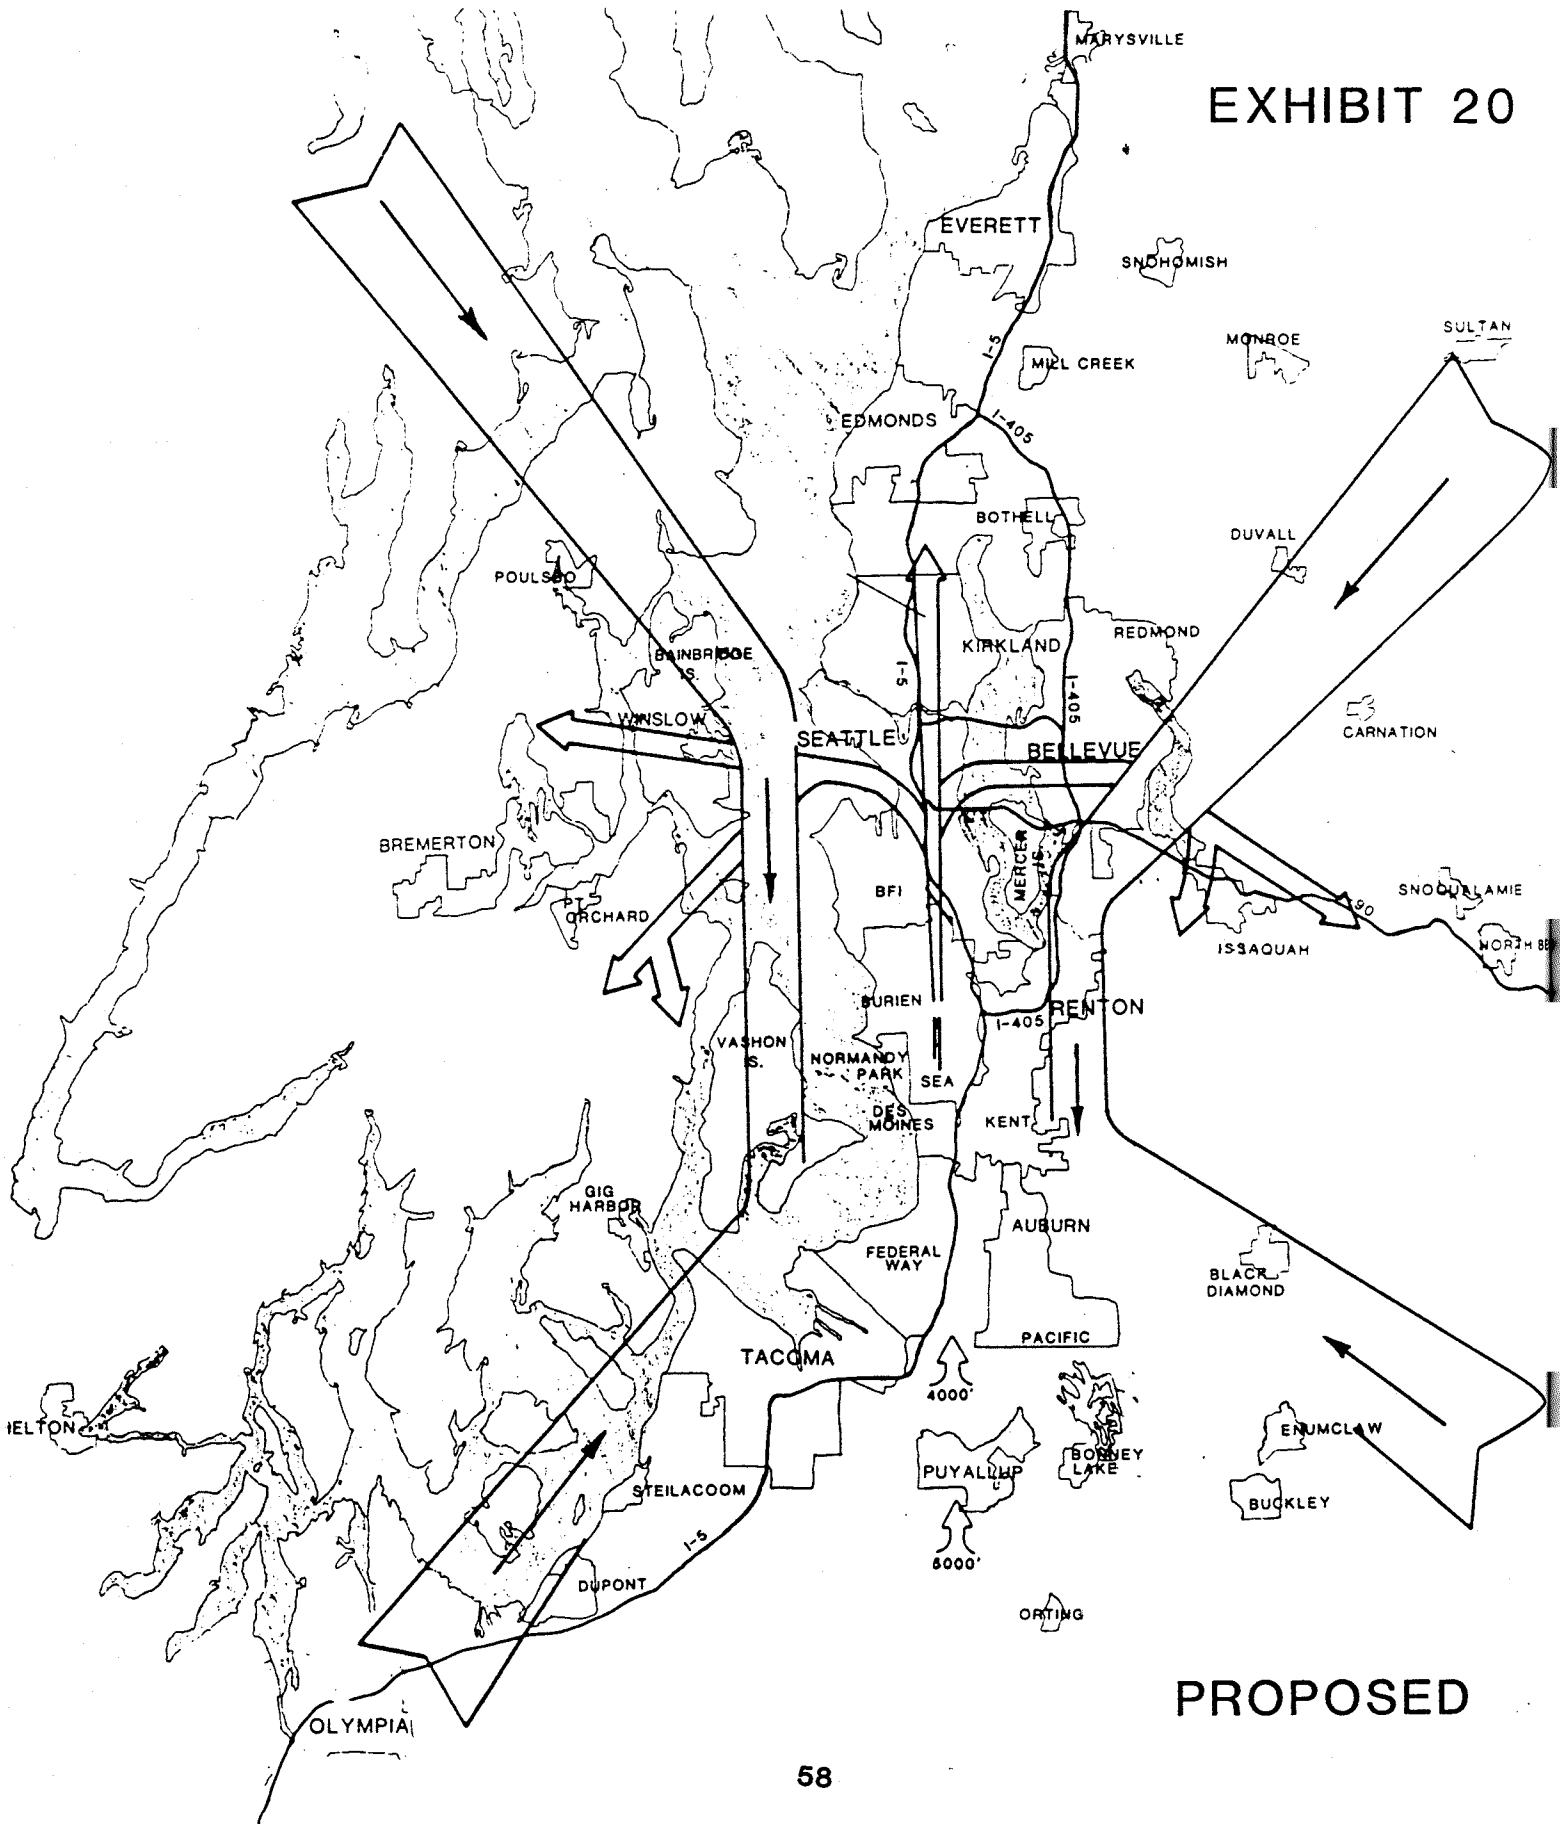 MARYSVILLE
EXHIBIT 20
EVERETT
SNOHOMISH
SULTAN
MONROE
I-5
MILL CREEK
EDMONDS
I-405
BOTHELL
DUVALL
POULSBO
REDMOND
KIRKLAND
BAINBRIDGE
IS.
I-5
I-405
WINSLOW
SEATTLE
CARNATION
BELLEVUE
BREMERTON
MERCER
IS.
BFI
SNOQUALAMIE
PT.
ORCHARD
90
NORTH BE
ISSAQUAH
BURIEN
RENTON
I-405
VASHON
IS.
NORMANDY
PARK
SEA
DES
MOINES
KENT
GIG
HARBOR
AUBURN
FEDERAL
WAY
BLACK
DIAMOND
PACIFIC
TACOMA
4000'
ELTON
ENUMCLAW
BONNEY
LAKE
PUYALLUP
STEILACOOM
BUCKLEY
I-5
DUPONT
ORTING
PROPOSED
OLYMPIA
58